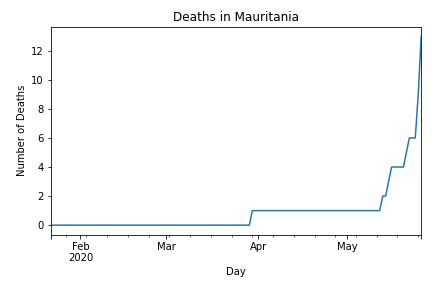 Deaths in Mauritania
Number of Deaths
12
10
8
6
4
2
0
Feb
2020
Mar
Apr
May
Day